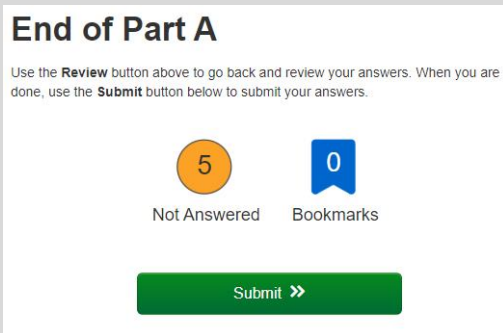 End of Part A
Use the Review button above to go back and review your answers. When you are
done, use the Submit button below to submit your answers.
5
0
Not Answered
Bookmarks
Submit »